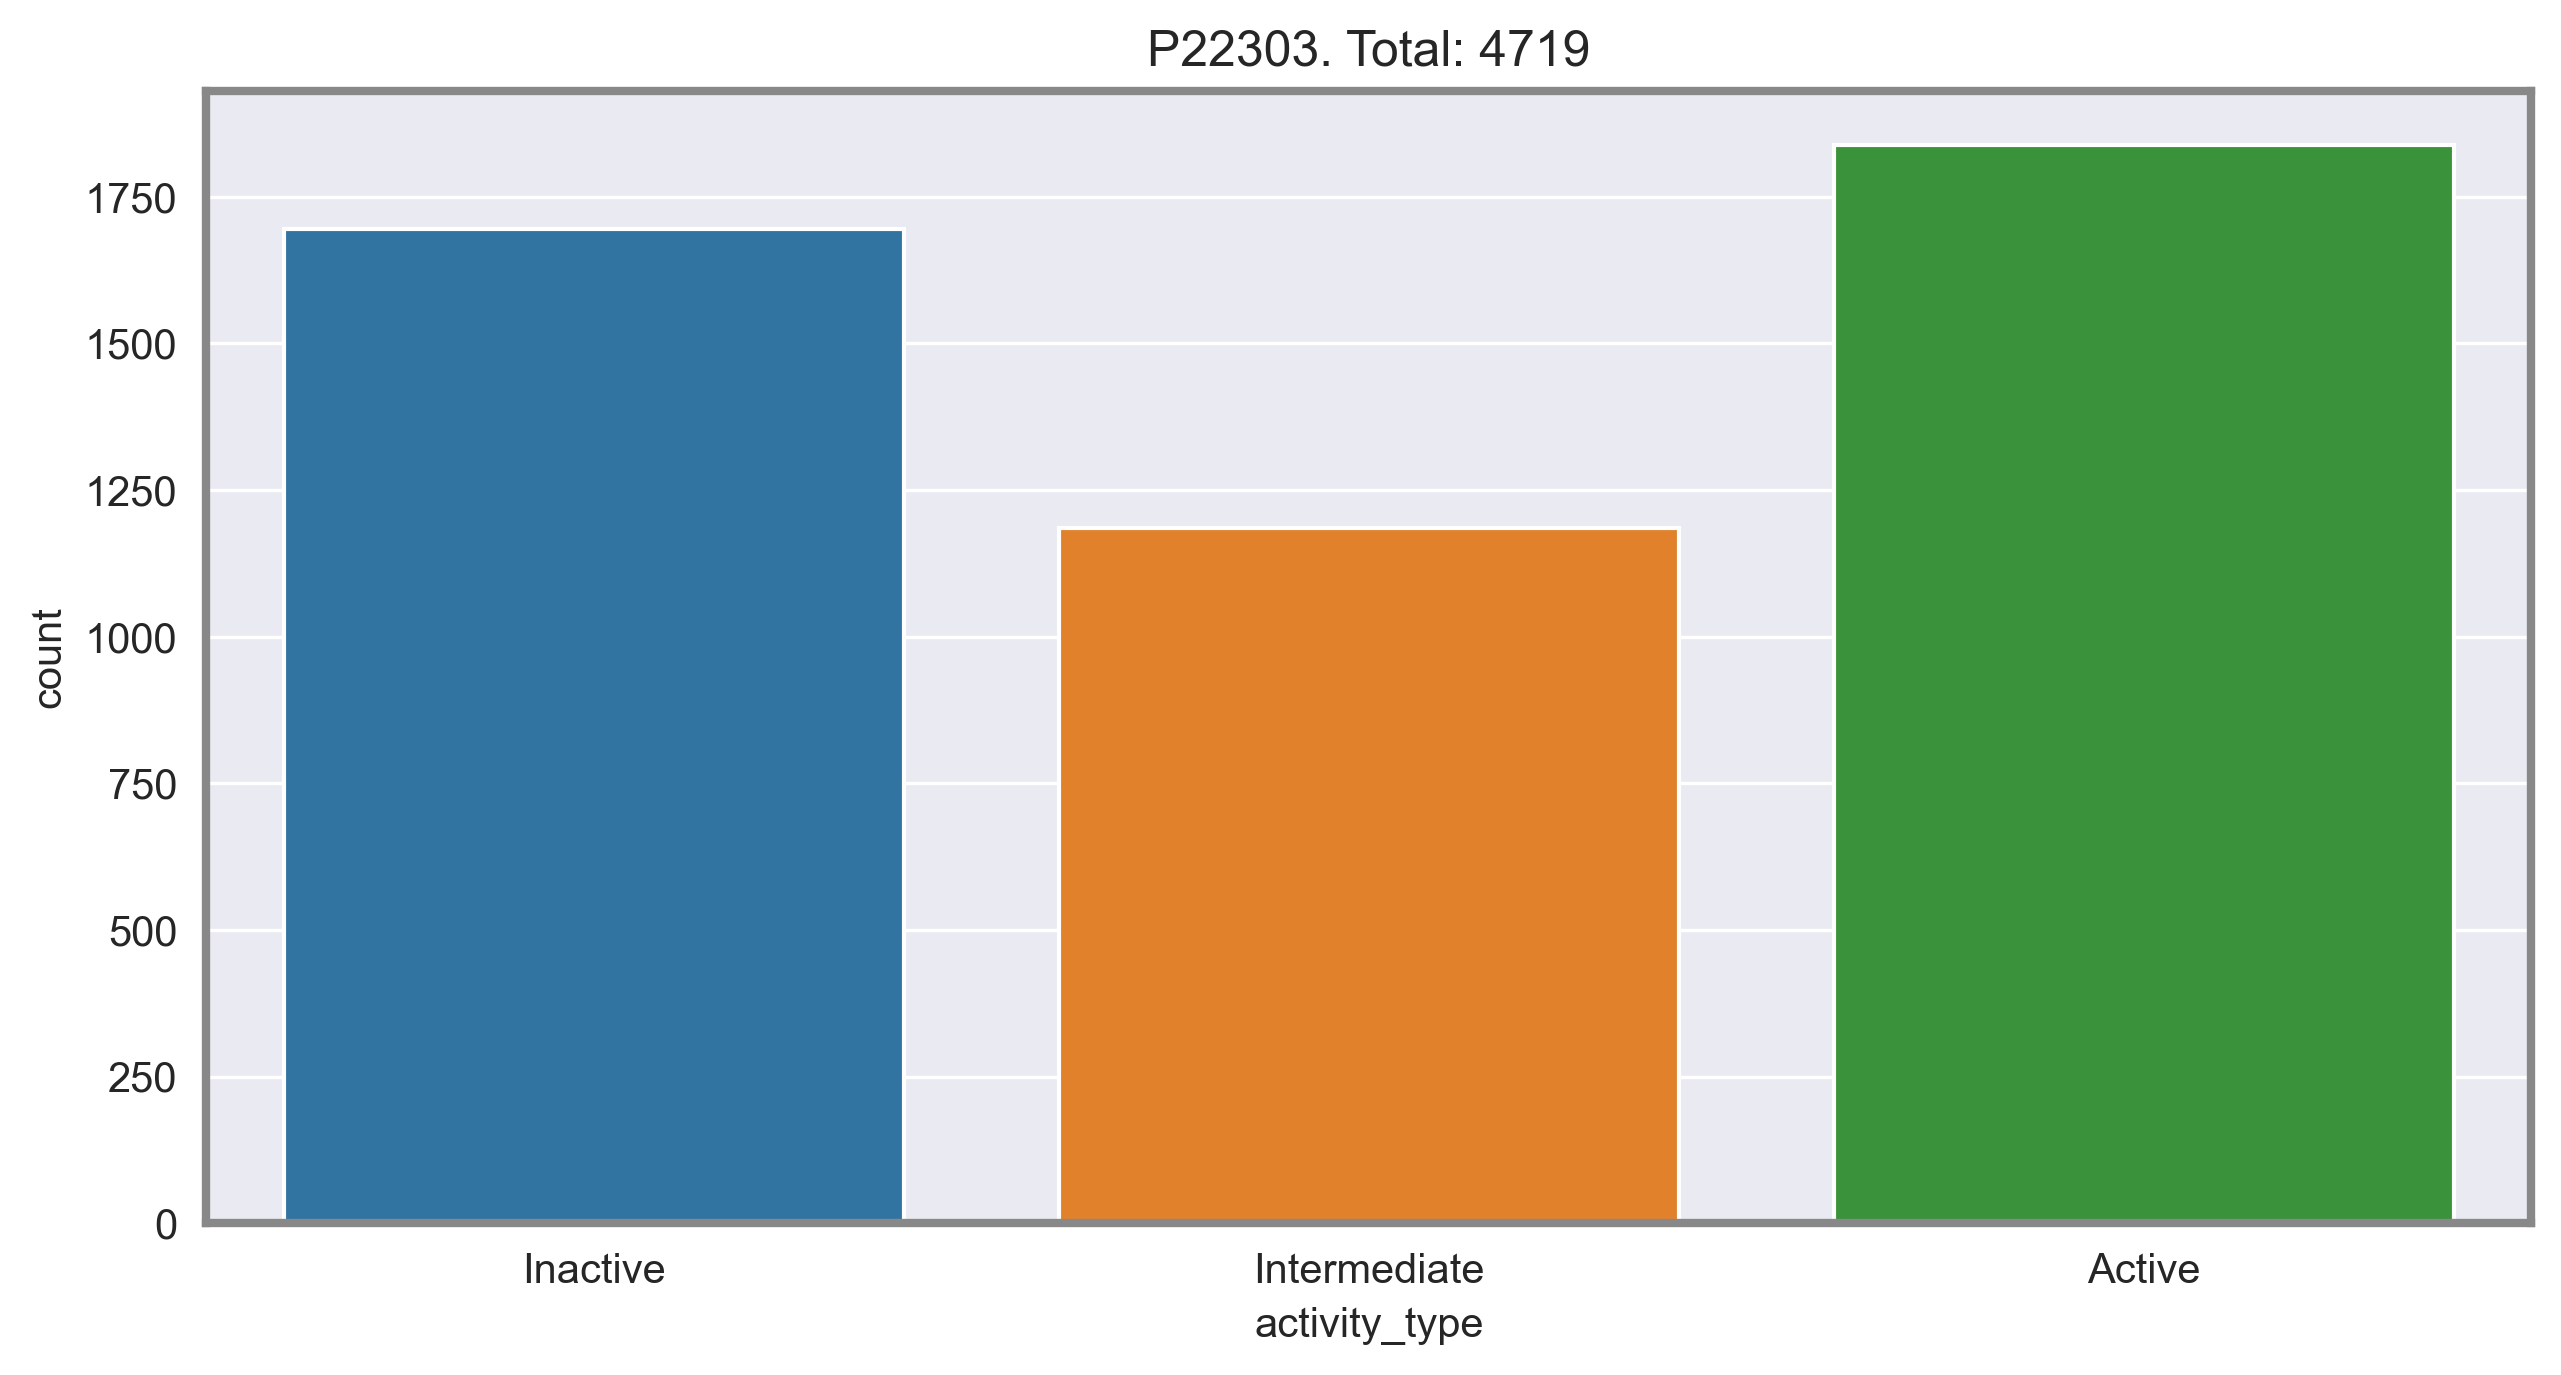 P22303. Total: 4719
count
1750
1500
1250
1000
750
500
250
0
Inactive Intermediate Active
activity_type